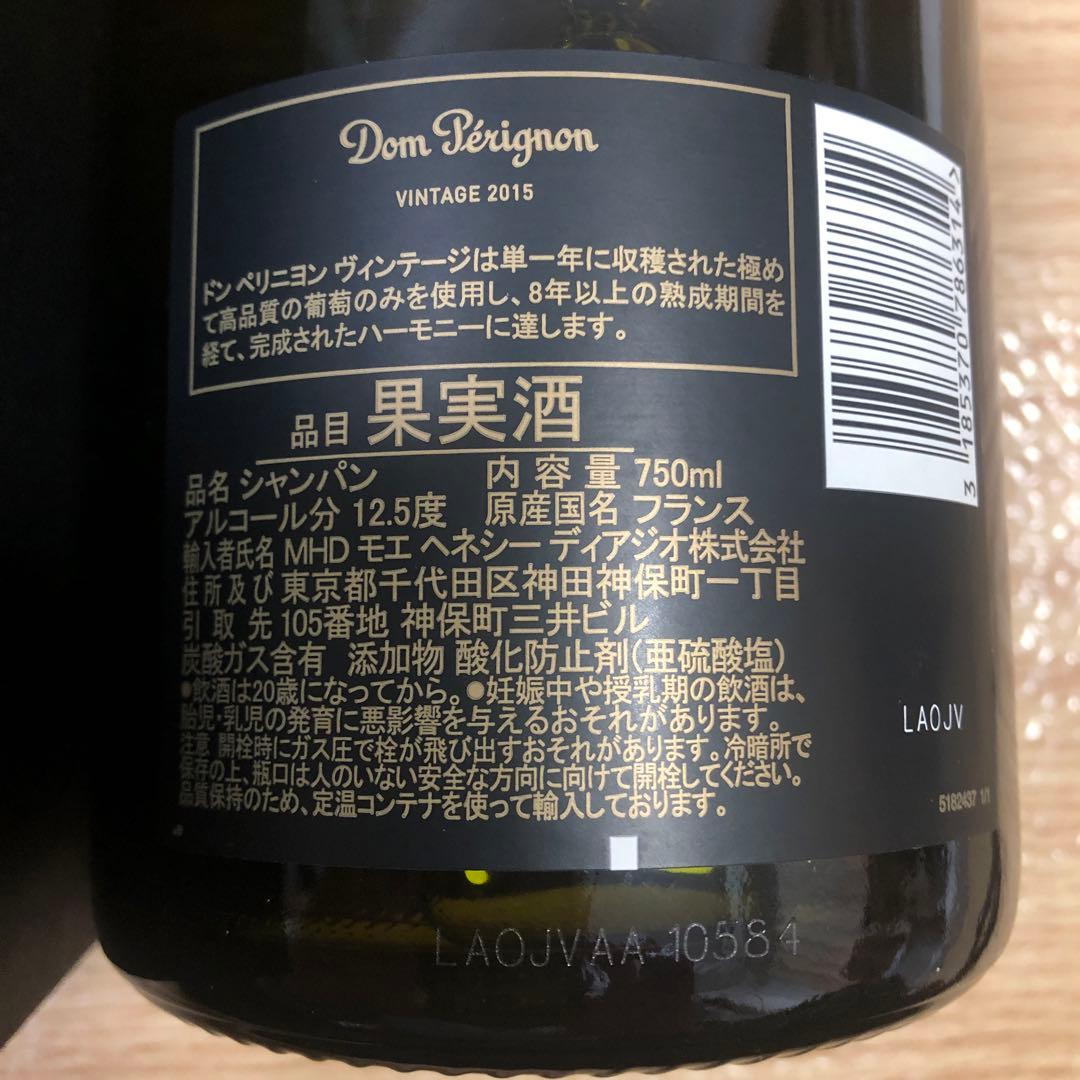 Dom Pérignon
VINTAGE 2015
ドン ペリニヨン ヴィンテージは単一年に収穫された極め
て高品質の葡萄のみを使用し、8年以上の熟成期間を
経て、完成されたハーモニーに達します。
品目 果実酒
品名 シャンパン 内容量 750ml
アルコール分 12.5度 原産国名 フランス
輸入者氏名 MHD モエ ヘネシー ディアジオ株式会社
住所及び 東京都千代田区神田神保町一丁目
引取先 105番地 神保町三井ビル
炭酸ガス含有 添加物 酸化防止剤(亜硫酸塩)
●飲酒は20歳になってから。●妊娠中や授乳期の飲酒は、
胎児・乳児の発育に悪影響を与えるおそれがあります。
注意 開栓時にガス圧で栓が飛び出すおそれがあります。冷暗所で
保存の上、瓶口は人のいない安全な方向に向けて開栓してください。
品質保持のため、定温コンテナを使って輸入しております。
3 185370 786314 >
LAOJV
5182437 1/1
LAOJVAA 10584